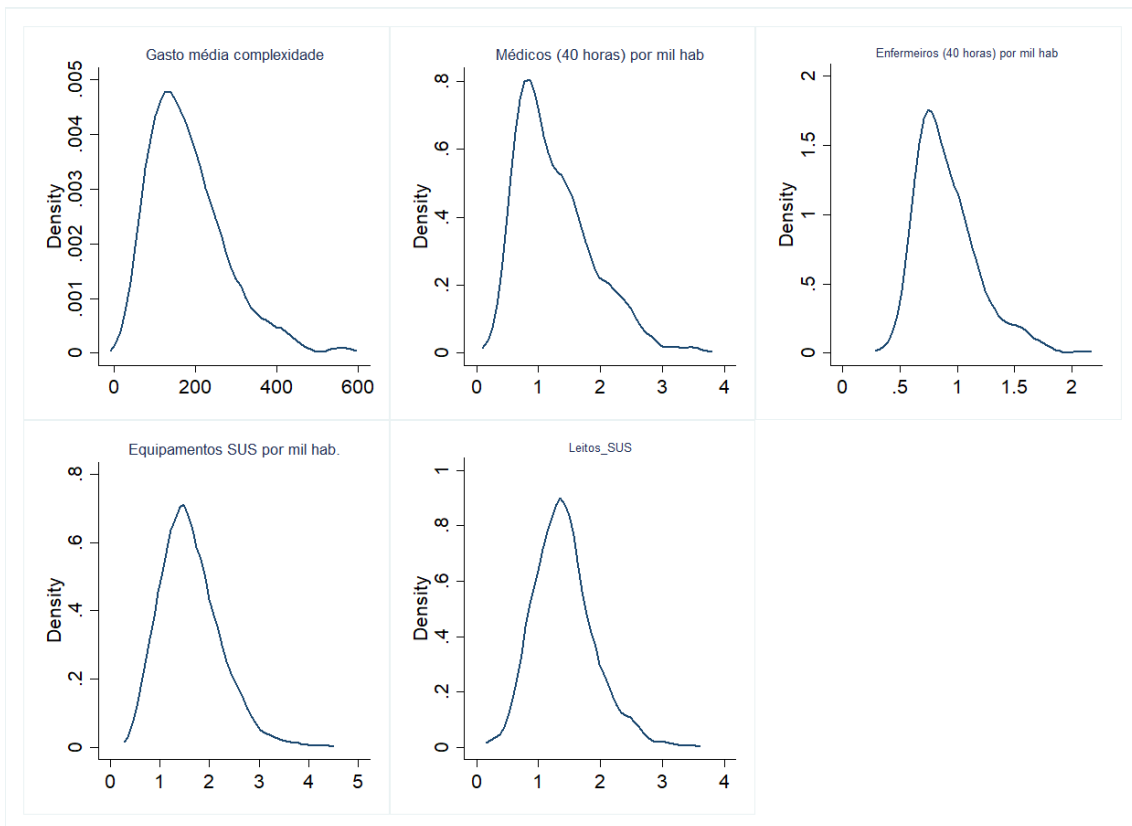 Gasto média complexidade
Density
.005
.004
.003
.002
.001
0
0 200 400 600
Médicos (40 horas) por mil hab
Density
.8
.6
.4
.2
0
0 1 2 3 4
Enfermeiros (40 horas) por mil hab
Density
2
1.5
1
.5
0
0 .5 1 1.5 2
Equipamentos SUS por mil hab.
Density
.8
.6
.4
.2
0
0 1 2 3 4 5
Leitos_SUS
Density
1
.8
.6
.4
.2
0
0 1 2 3 4